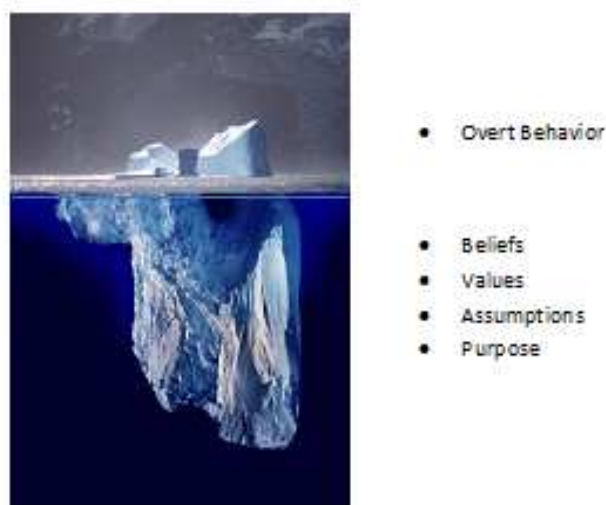 • Overt Behavior
• Beliefs
• Values
• Assumptions
• Purpose